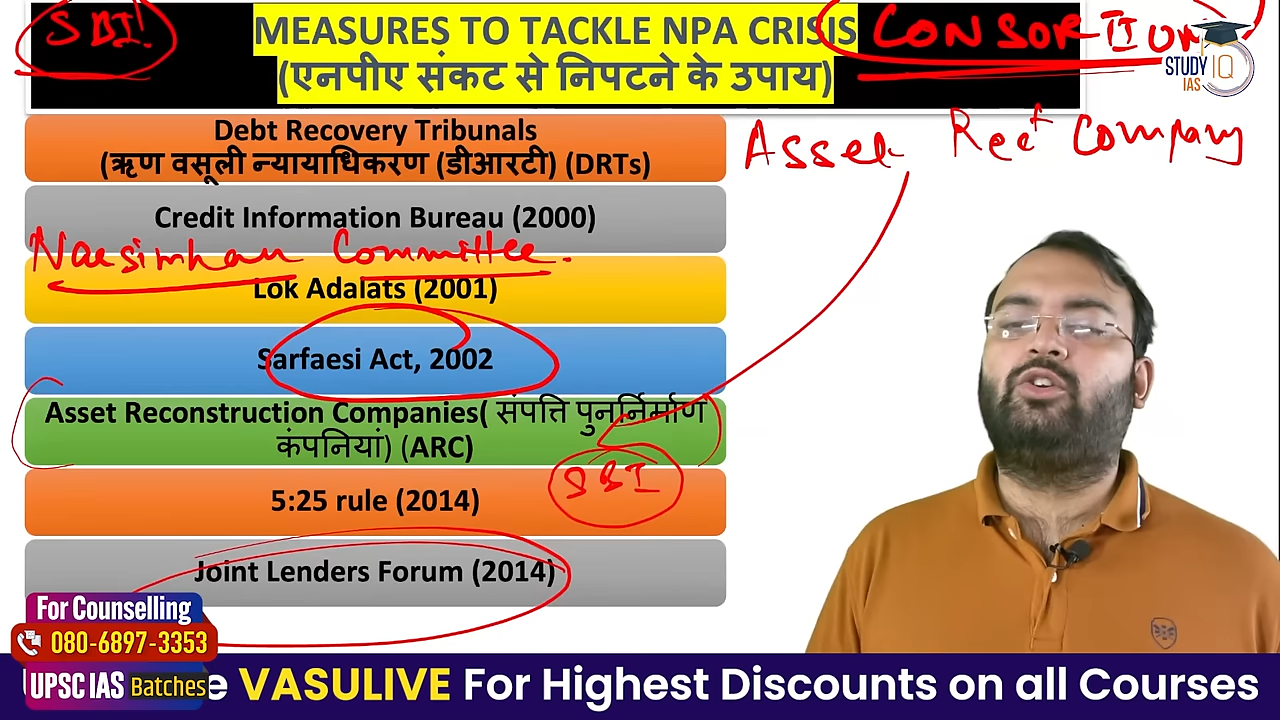 SBI!
MEASURES TO TACKLE NPA CRISIS
(एनपीए संकट से निपटने के उपाय)
CONSORTIUM
STUDY IQ
IAS
Debt Recovery Tribunals
(ऋण वसूली न्यायाधिकरण (डीआरटी) (DRTs)
Asset Rect Company
Credit Information Bureau (2000)
Narsimhan Committee.
Lok Adalats (2001)
Sarfaesi Act, 2002
Asset Reconstruction Companies( संपति पुनर्निर्माण
कंपनियां) (ARC)
SBI
5:25 rule (2014)
Joint Lenders Forum (2014)
For Counselling
080-6897-3353
UPSC IAS Batches
e VASULIVE For Highest Discounts on all Courses